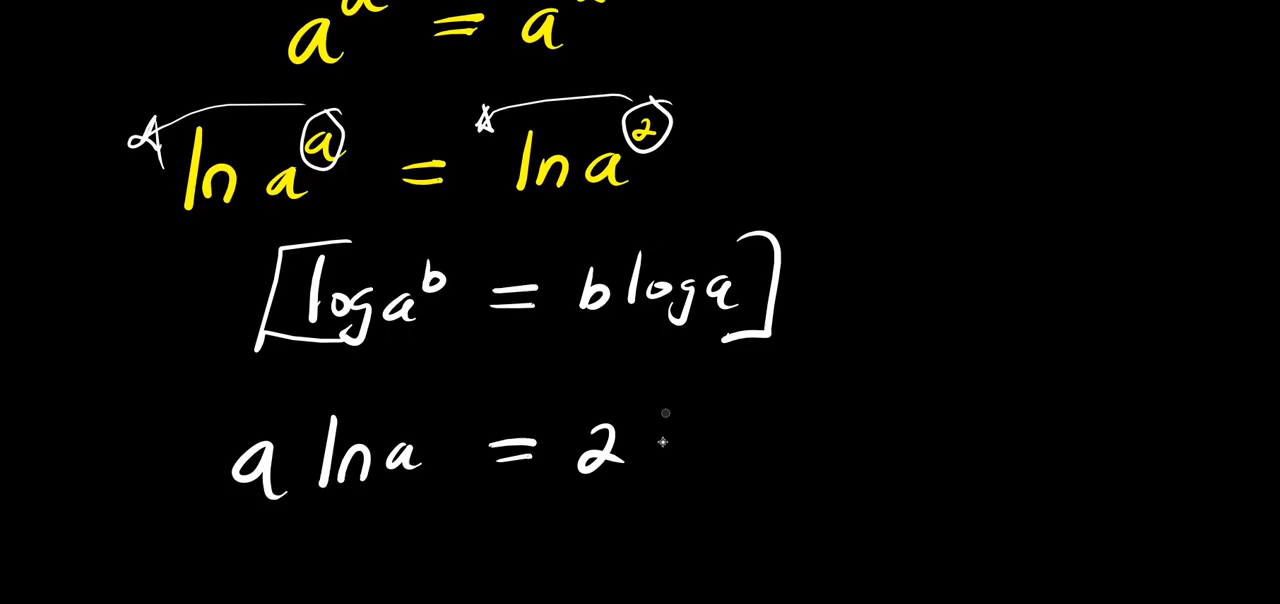 a^a = a
ln a^a = ln a^2
[log a^b = b log a]
a ln a = 2